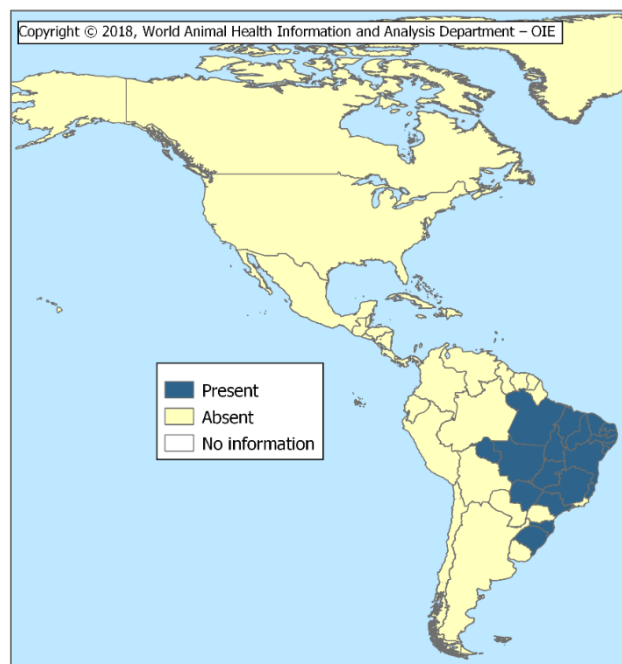 Copyright © 2018, World Animal Health Information and Analysis Department – OIE
Present
Absent
No information